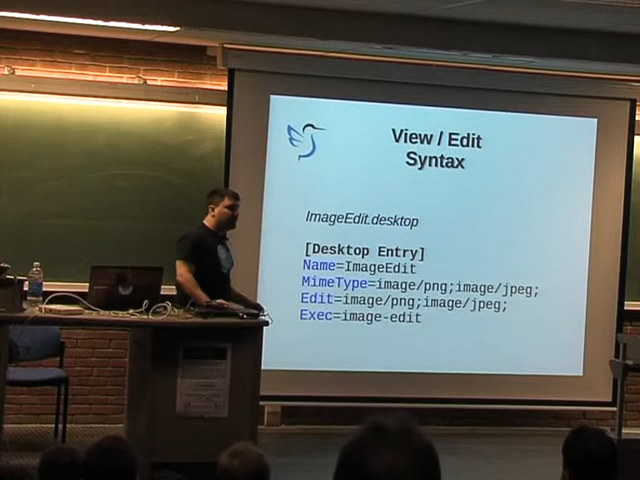 View / Edit
Syntax
ImageEdit.desktop
[Desktop Entry]
Name=ImageEdit
MimeType=image/png;image/jpeg;
Edit=image/png;image/jpeg;
Exec=image-edit